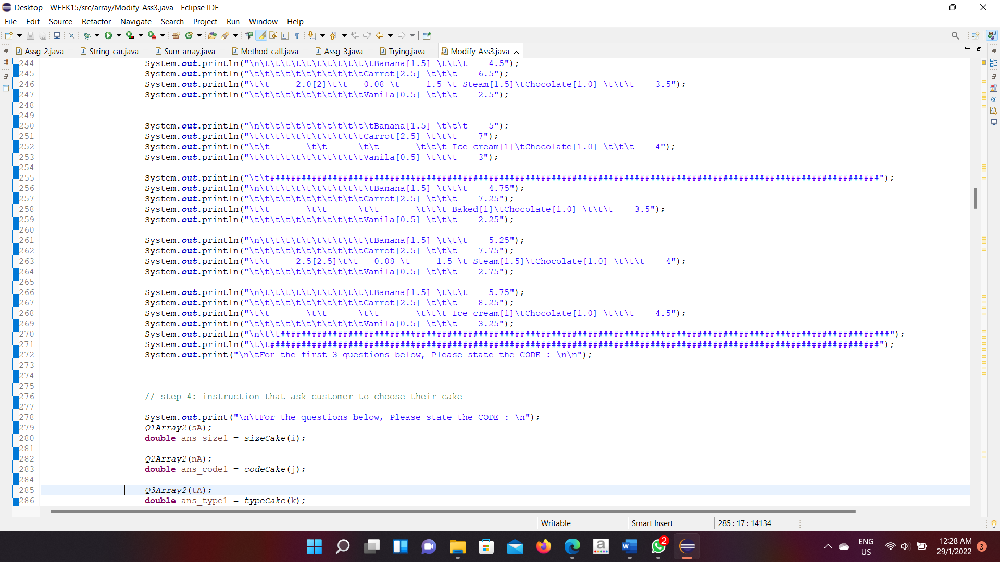 Desktop - WEEK15/src/array/Modify_Ass3.java - Eclipse IDE
File Edit Source Refactor Navigate Search Project Run Window Help
Assg_2.java String_car.java Sum_array.java Method_call.java Assg_3.java Trying.java Modify_Ass3.java
244 System.out.println("\n\t\t\t\t\t\t\t\t\t\t\tBanana[1.5] \t\t\t    4.5");
245 System.out.println("\t\t\t\t\t\t\t\t\t\t\tCarrot[2.5] \t\t\t    6.5");
246 System.out.println("\t\t     2.0[2]\t\t   0.08 \t     1.5 \t Steam[1.5]\tChocolate[1.0] \t\t\t    3.5");
247 System.out.println("\t\t\t\t\t\t\t\t\t\t\tVanila[0.5] \t\t\t    2.5");
248
249
250 System.out.println("\n\t\t\t\t\t\t\t\t\t\t\tBanana[1.5] \t\t\t    5");
251 System.out.println("\t\t\t\t\t\t\t\t\t\t\tCarrot[2.5] \t\t\t    7");
252 System.out.println("\t\t       \t\t      \t\t       \t\t\t Ice cream[1]\tChocolate[1.0] \t\t\t    4");
253 System.out.println("\t\t\t\t\t\t\t\t\t\t\tVanila[0.5] \t\t\t    3");
254
255 System.out.println("\t\t#####################################################################################################################");
256 System.out.println("\n\t\t\t\t\t\t\t\t\t\t\tBanana[1.5] \t\t\t    4.75");
257 System.out.println("\t\t\t\t\t\t\t\t\t\t\tCarrot[2.5] \t\t\t    7.25");
258 System.out.println("\t\t       \t\t      \t\t       \t\t\t Baked[1]\tChocolate[1.0] \t\t\t    3.5");
259 System.out.println("\t\t\t\t\t\t\t\t\t\t\tVanila[0.5] \t\t\t    2.25");
260
261 System.out.println("\n\t\t\t\t\t\t\t\t\t\t\tBanana[1.5] \t\t\t    5.25");
262 System.out.println("\t\t\t\t\t\t\t\t\t\t\tCarrot[2.5] \t\t\t    7.75");
263 System.out.println("\t\t     2.5[2.5]\t\t   0.08 \t     1.5 \t Steam[1.5]\tChocolate[1.0] \t\t\t    4");
264 System.out.println("\t\t\t\t\t\t\t\t\t\t\tVanila[0.5] \t\t\t    2.75");
265
266 System.out.println("\n\t\t\t\t\t\t\t\t\t\t\tBanana[1.5] \t\t\t    5.75");
267 System.out.println("\t\t\t\t\t\t\t\t\t\t\tCarrot[2.5] \t\t\t    8.25");
268 System.out.println("\t\t       \t\t      \t\t       \t\t\t Ice cream[1]\tChocolate[1.0] \t\t\t    4.5");
269 System.out.println("\t\t\t\t\t\t\t\t\t\t\tVanila[0.5] \t\t\t    3.25");
270 System.out.println("\n\t\t#####################################################################################################################");
271 System.out.println("\t\t#####################################################################################################################");
272 System.out.print("\n\tFor the first 3 questions below, Please state the CODE : \n\n");
273
274
275
276 // step 4: instruction that ask customer to choose their cake
277
278 System.out.print("\n\tFor the questions below, Please state the CODE : \n");
279 Q1Array2(sA);
280 double ans_size1 = sizeCake(i);
281
282 Q2Array2(nA);
283 double ans_code1 = codeCake(j);
284
285 Q3Array2(tA);
286 double ans_type1 = typeCake(k);
Writable Smart Insert 285 : 17 : 14134
2
ENG
US
12:28 AM
29/1/2022
3